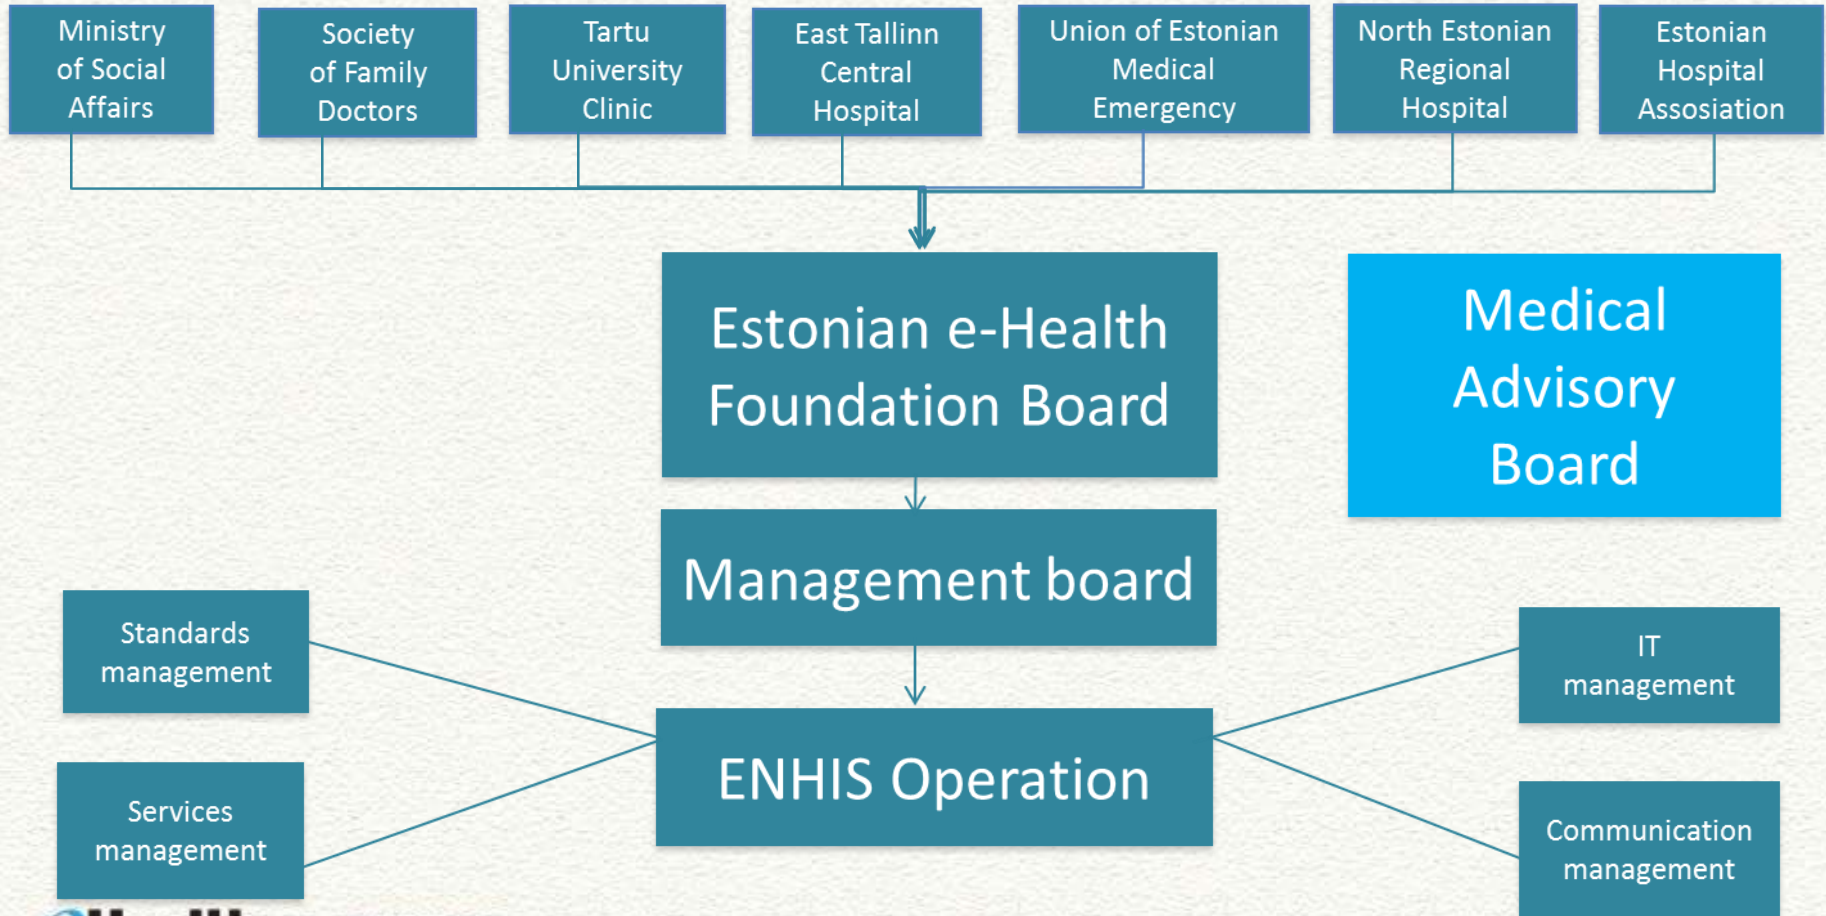 Ministry
of Social
Affairs
Society
of Family
Doctors
Tartu
University
Clinic
East Tallinn
Central
Hospital
Union of Estonian
Medical
Emergency
North Estonian
Regional
Hospital
Estonian
Hospital
Assosiation
Estonian e-Health
Foundation Board
Medical
Advisory
Board
Management board
Standards
management
IT
management
ENHIS Operation
Services
management
Communication
management